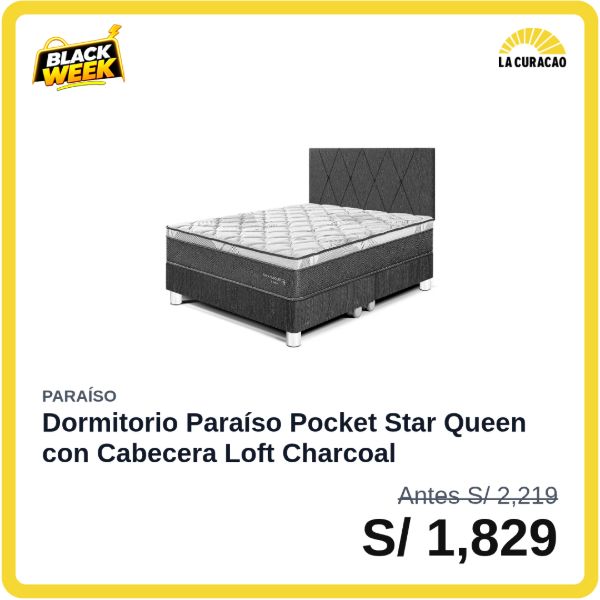 BLACK
WEEK
LA CURACAO
PARAÍSO
Dormitorio Paraíso Pocket Star Queen
con Cabecera Loft Charcoal
Antes S/ 2,219
S/ 1,829